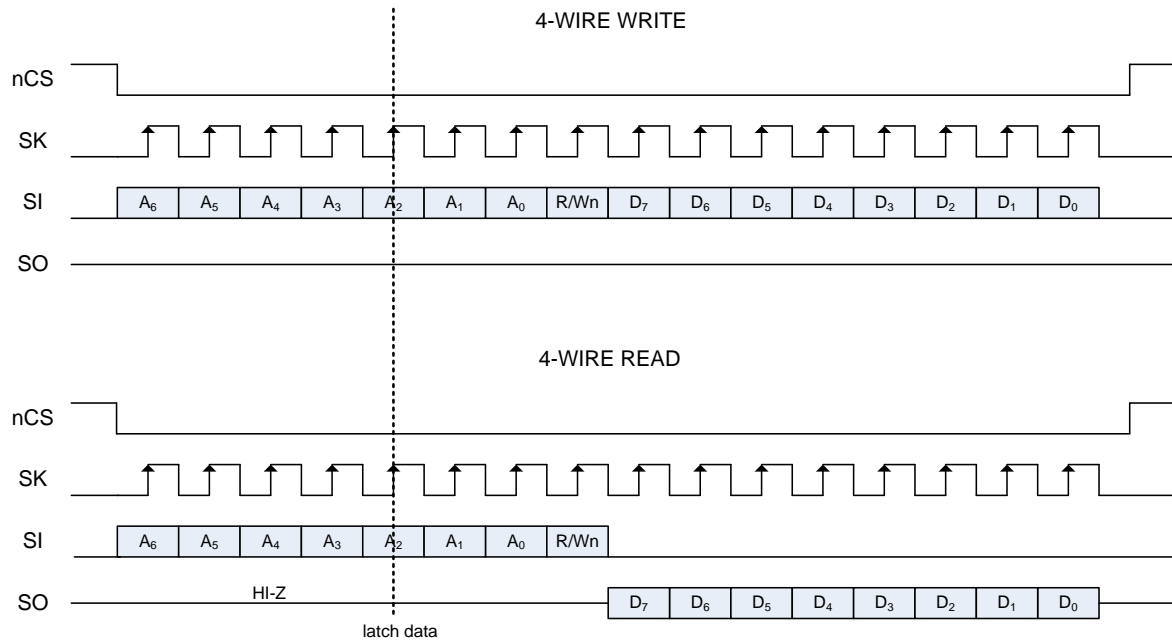 4-WIRE WRITE
nCS
SK
SI A₆ A₅ A₄ A₃ A₂ A₁ A₀ R/Wn D₇ D₆ D₅ D₄ D₃ D₂ D₁ D₀
SO
4-WIRE READ
nCS
SK
SI A₆ A₅ A₄ A₃ A₂ A₁ A₀ R/Wn
SO HI-Z D₇ D₆ D₅ D₄ D₃ D₂ D₁ D₀
latch data